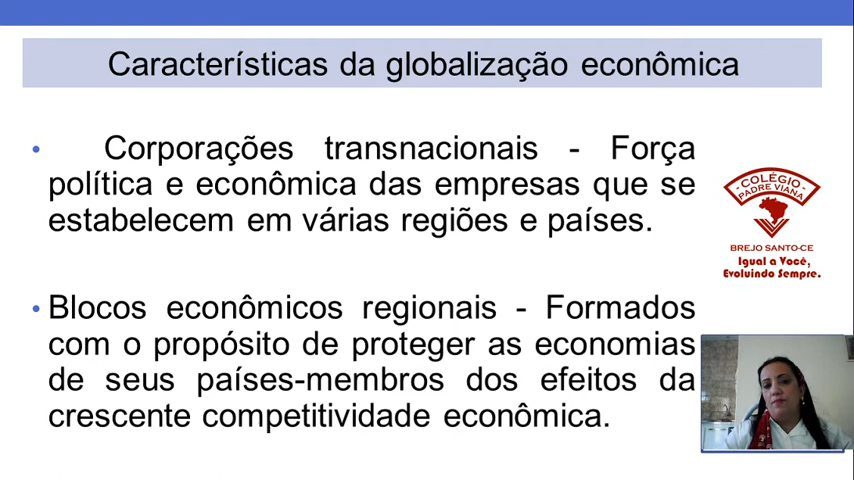 Características da globalização econômica
• Corporações transnacionais - Força
política e econômica das empresas que se
estabelecem em várias regiões e países.
• Blocos econômicos regionais - Formados
com o propósito de proteger as economias
de seus países-membros dos efeitos da
crescente competitividade econômica.
COLÉGIO
PADRE VIANA
BREJO SANTO-CE
Igual a Você,
Evoluindo Sempre.